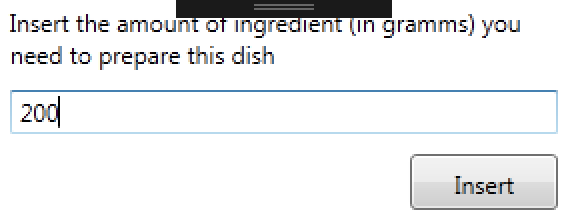 Insert the amount of ingredient (in gramms) you
need to prepare this dish
200
Insert